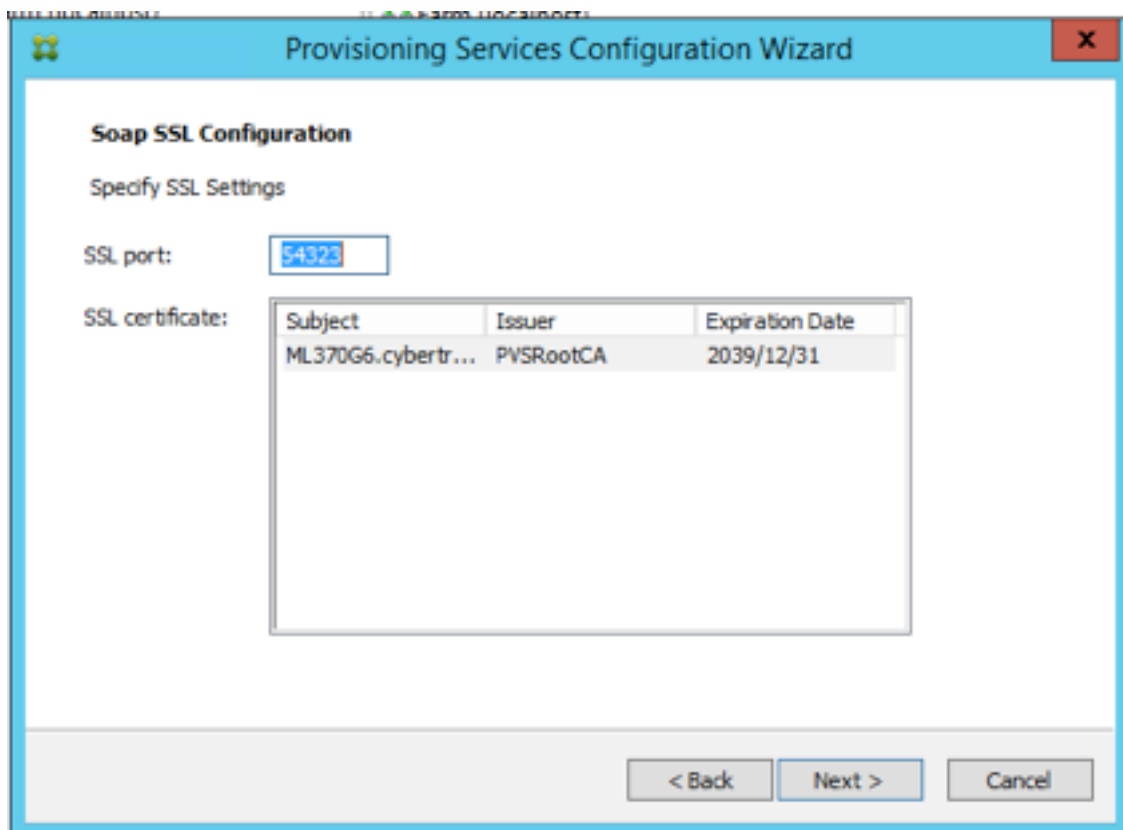 Provisioning Services Configuration Wizard
Soap SSL Configuration
Specify SSL Settings
SSL port: 54323
SSL certificate: Subject Issuer Expiration Date
ML370G6.cybertr... PVSRootCA 2039/12/31
< Back Next > Cancel